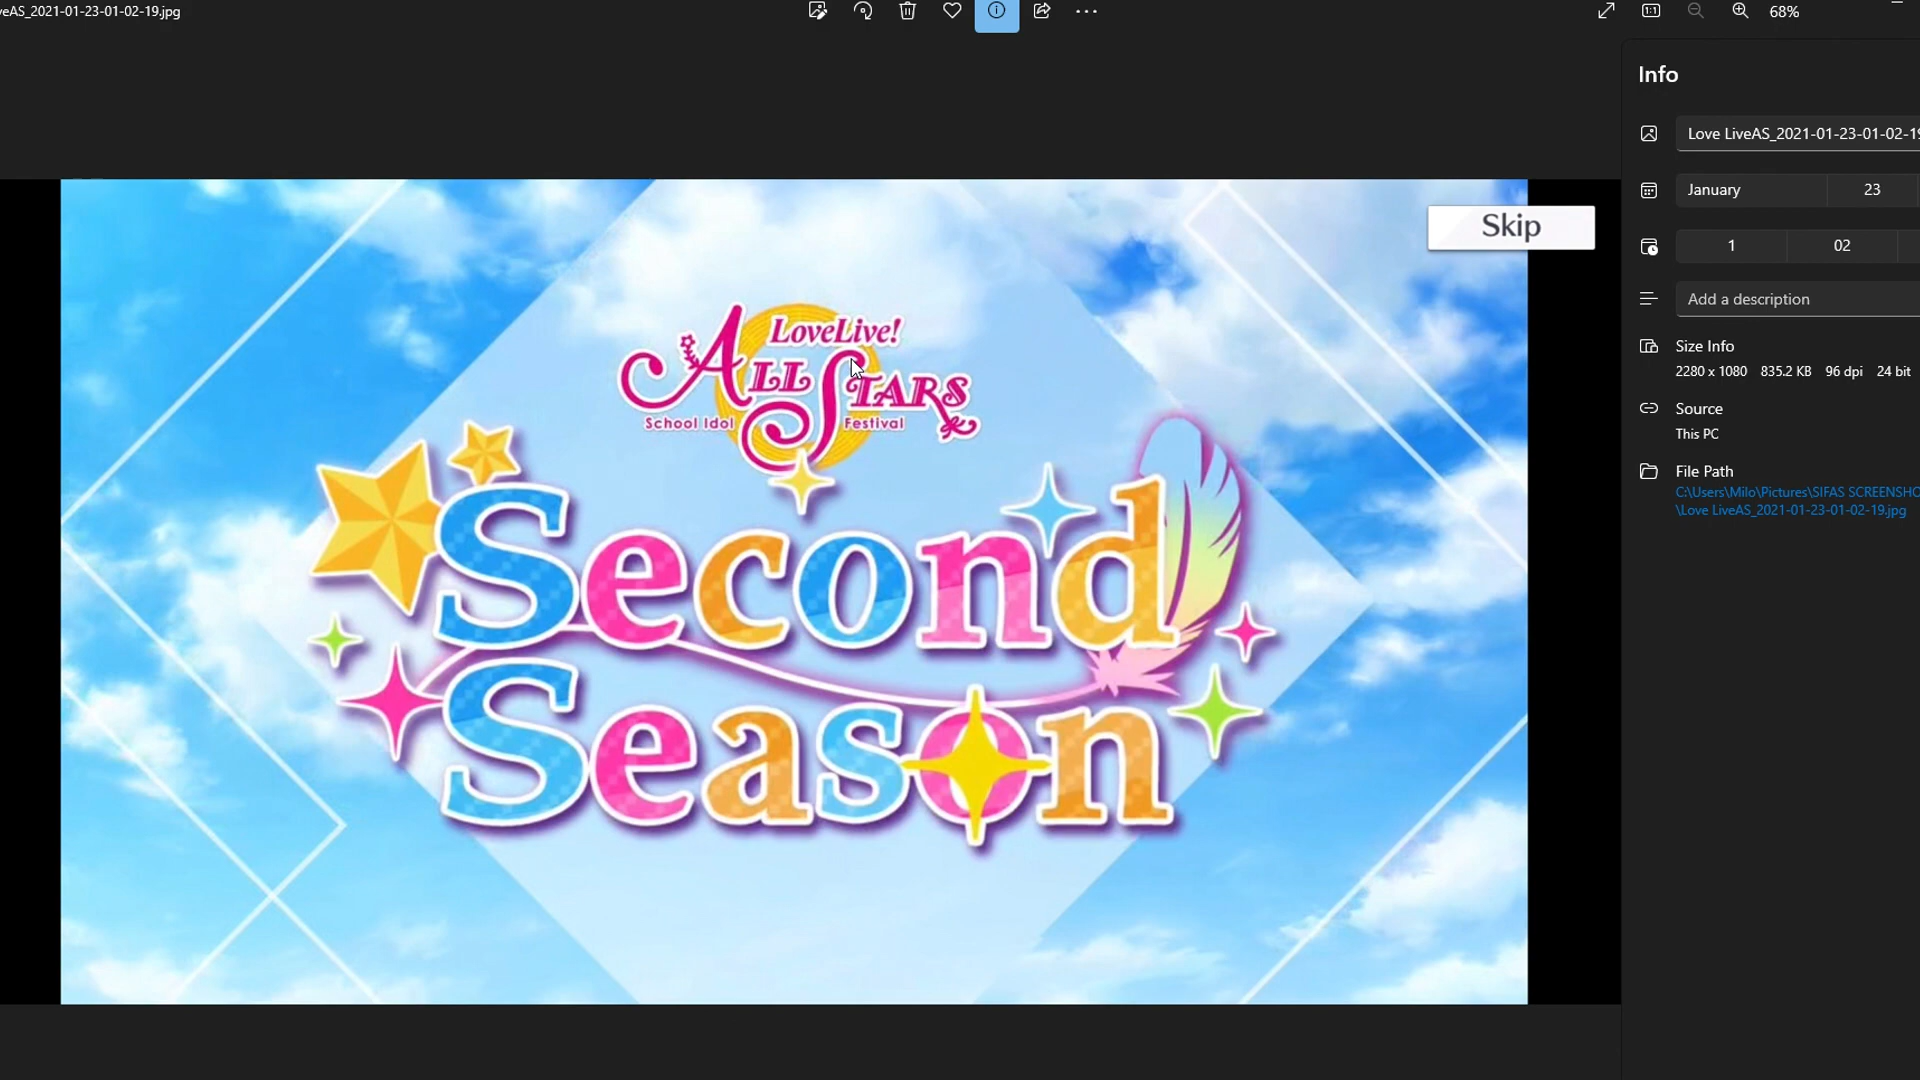 eAS_2021-01-23-01-02-19.jpg
1:1
68%
Info
Love LiveAS_2021-01-23-01-02-19
January 23
1 02
Add a description
Size Info
2280 x 1080 835.2 KB 96 dpi 24 bit
Source
This PC
File Path
C:\Users\Milo\Pictures\SIFAS SCREENSHO
\Love LiveAS_2021-01-23-01-02-19.jpg
Skip
LoveLive!
ALL STARS
School Idol Festival
Second
Season